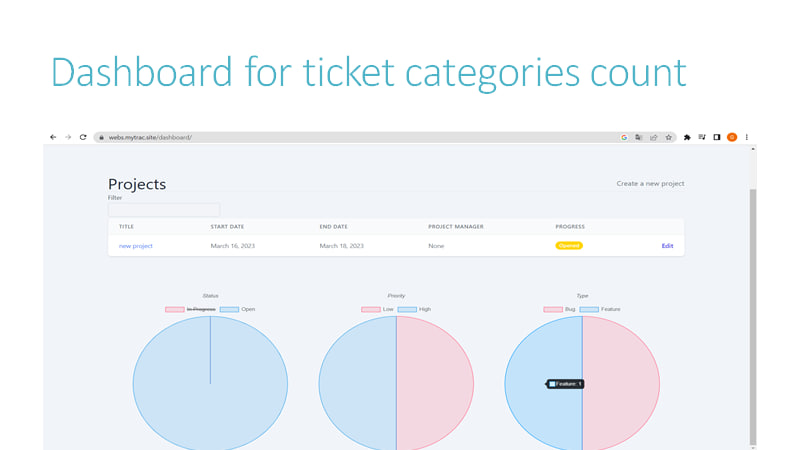 Dashboard for ticket categories count
webs.mytrac.site/dashboard/
Projects
Create a new project
Filter
TITLE START DATE END DATE PROJECT MANAGER PROGRESS
new project March 16, 2023 March 18, 2023 None Opened Edit
Status Priority Type
In Progress Open Low High Bug Feature
Feature: 1